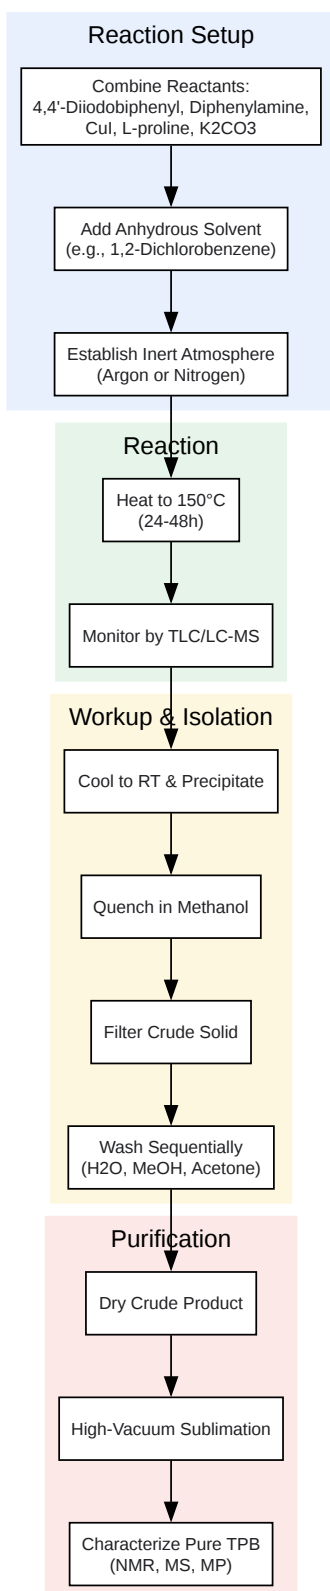 Reaction Setup
Combine Reactants:
4,4'-Diiodobiphenyl, Diphenylamine,
CuI, L-proline, K2CO3
Add Anhydrous Solvent
(e.g., 1,2-Dichlorobenzene)
Establish Inert Atmosphere
(Argon or Nitrogen)
Reaction
Heat to 150°C
(24-48h)
Monitor by TLC/LC-MS
Workup & Isolation
Cool to RT & Precipitate
Quench in Methanol
Filter Crude Solid
Wash Sequentially
(H2O, MeOH, Acetone)
Purification
Dry Crude Product
High-Vacuum Sublimation
Characterize Pure TPB
(NMR, MS, MP)